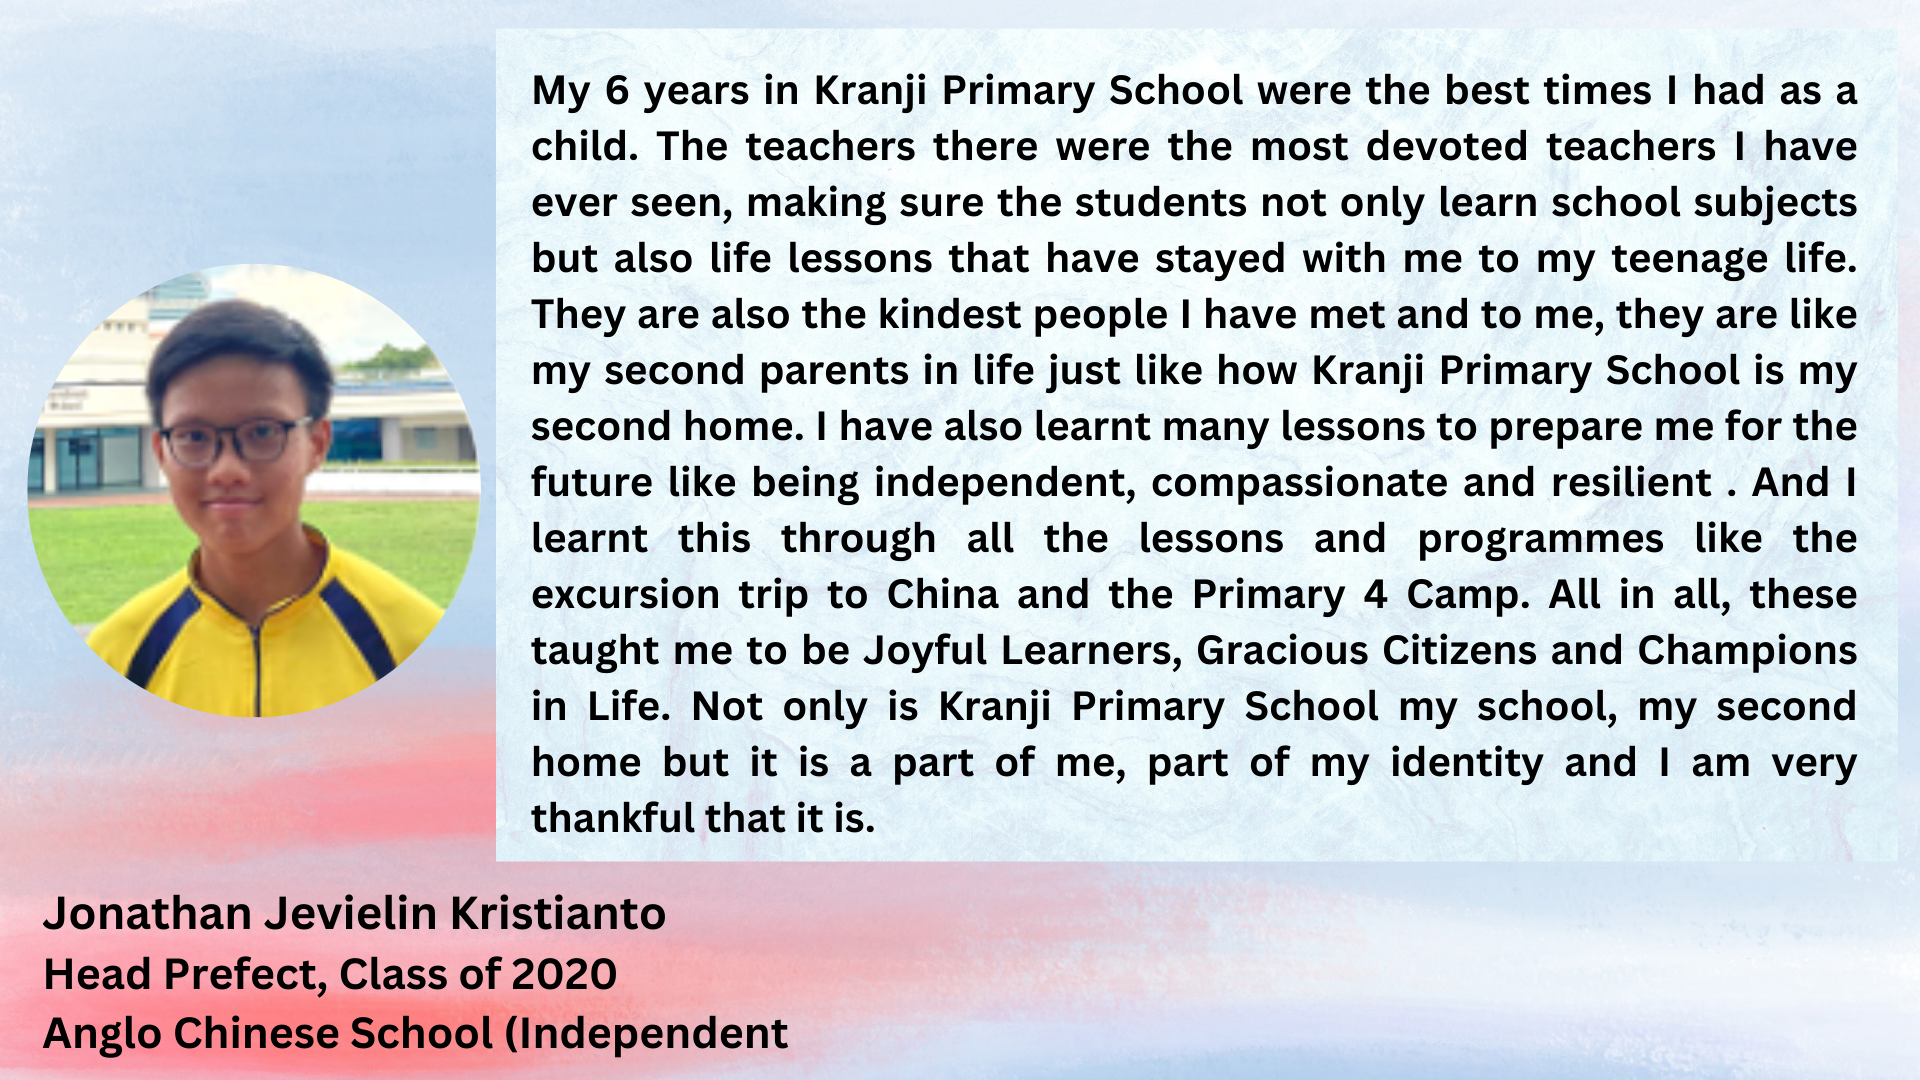 My 6 years in Kranji Primary School were the best times I had as a
child. The teachers there were the most devoted teachers I have
ever seen, making sure the students not only learn school subjects
but also life lessons that have stayed with me to my teenage life.
They are also the kindest people I have met and to me, they are like
my second parents in life just like how Kranji Primary School is my
second home. I have also learnt many lessons to prepare me for the
future like being independent, compassionate and resilient . And I
learnt this through all the lessons and programmes like the
excursion trip to China and the Primary 4 Camp. All in all, these
taught me to be Joyful Learners, Gracious Citizens and Champions
in Life. Not only is Kranji Primary School my school, my second
home but it is a part of me, part of my identity and I am very
thankful that it is.
Jonathan Jevielin Kristianto
Head Prefect, Class of 2020
Anglo Chinese School (Independent